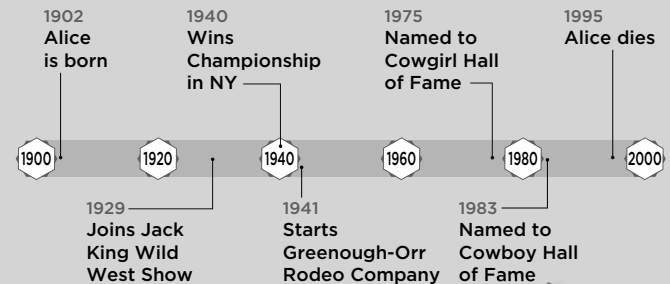 1902
Alice
is born
1940
Wins
Championship
in NY
1975
Named to
Cowgirl Hall
of Fame
1995
Alice dies
1900
1920
1940
1960
1980
2000
1929
Joins Jack
King Wild
West Show
1941
Starts
Greenough-Orr
Rodeo Company
1983
Named to
Cowboy Hall
of Fame